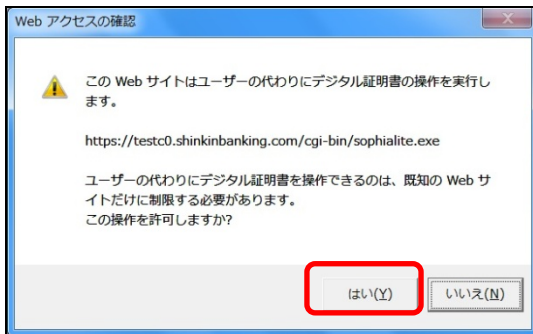 Web アクセスの確認
この Web サイトはユーザーの代わりにデジタル証明書の操作を実行し
ます。
https://testc0.shinkinbanking.com/cgi-bin/sophialite.exe
ユーザーの代わりにデジタル証明書を操作できるのは、既知の Web サ
イトだけに制限する必要があります。
この操作を許可しますか?
はい(Y) いいえ(N)